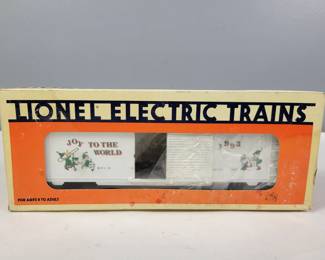 LIONEL ELECTRIC TRAINS
JOY TO THE
WORLD
1993
FOR AGES 8 TO ADULT